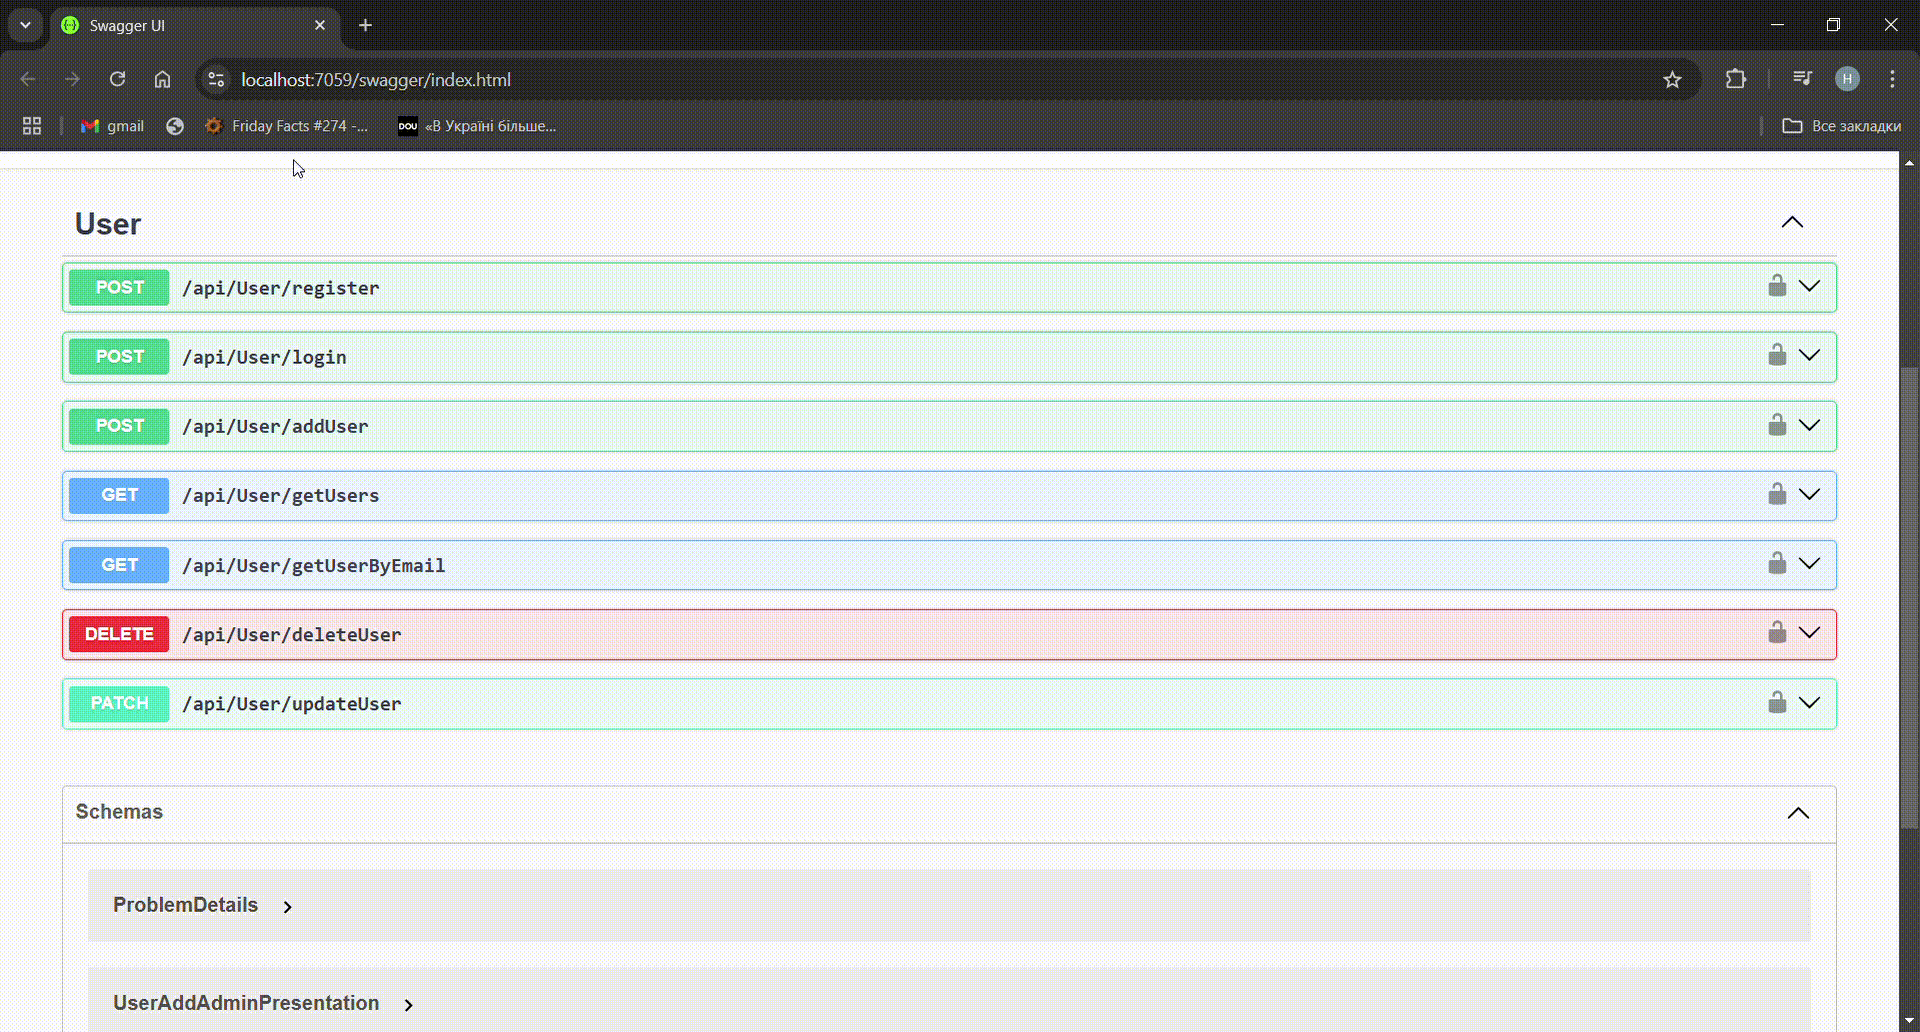 Swagger UI
localhost:7059/swagger/index.html
H
gmail
Friday Facts #274 -...
DOU
«В Україні більше...
Все закладки
User
POST /api/User/register
POST /api/User/login
POST /api/User/addUser
GET /api/User/getUsers
GET /api/User/getUserByEmail
DELETE /api/User/deleteUser
PATCH /api/User/updateUser
Schemas
ProblemDetails
UserAddAdminPresentation